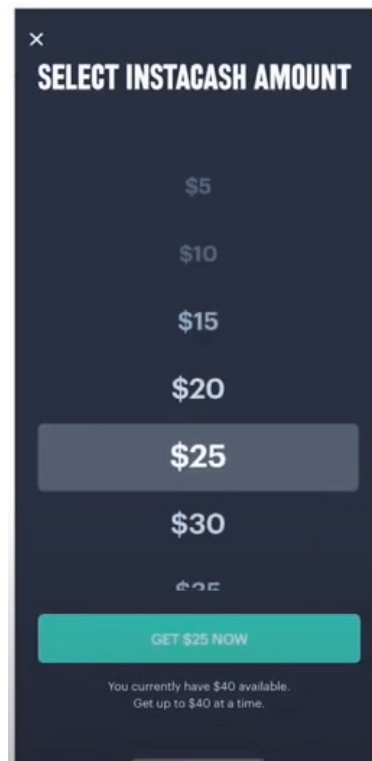 ×
SELECT INSTACASH AMOUNT
$5
$10
$15
$20
$25
$30
$35
GET $25 NOW
You currently have $40 available.
Get up to $40 at a time.